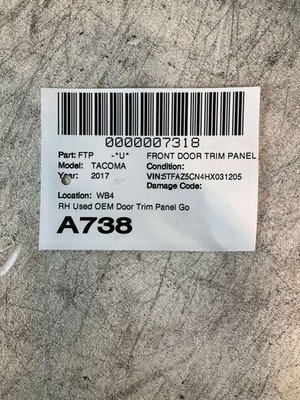 0000007318
Part: FTP -"U" FRONT DOOR TRIM PANEL
Model: TACOMA Condition:
Year: 2017 VIN:5TFAZ5CN4HX031205
Damage Code:
Location: WB4
RH Used OEM Door Trim Panel Go
A738